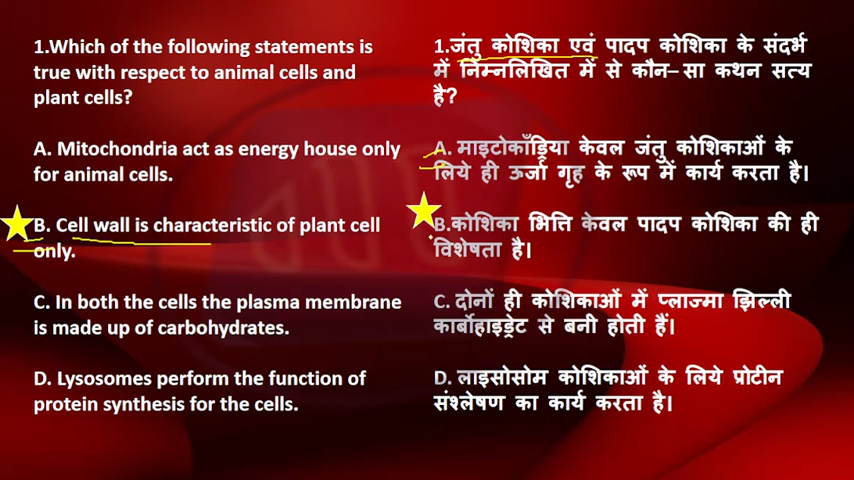 1.Which of the following statements is
true with respect to animal cells and
plant cells?
A. Mitochondria act as energy house only
for animal cells.
B. Cell wall is characteristic of plant cell
only.
C. In both the cells the plasma membrane
is made up of carbohydrates.
D. Lysosomes perform the function of
protein synthesis for the cells.
1.जंतु कोशिका एवं पादप कोशिका के संदर्भ
में निम्नलिखित में से कौन– सा कथन सत्य
है?
A. माइटोकाँड्रिया केवल जंतु कोशिकाओं के
लिये ही ऊर्जा गृह के रूप में कार्य करता है।
B.कोशिका भित्ति केवल पादप कोशिका की ही
विशेषता है।
C. दोनों ही कोशिकाओं में प्लाज्मा झिल्ली
कार्बोहाइड्रेट से बनी होती हैं।
D. लाइसोसोम कोशिकाओं के लिये प्रोटीन
संश्लेषण का कार्य करता है।